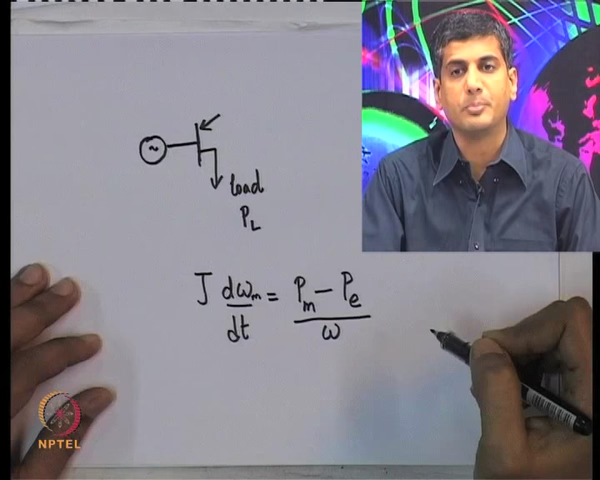 ~
load
P_L
J dω_m/dt = (P_m − P_e)/ω
NPTEL